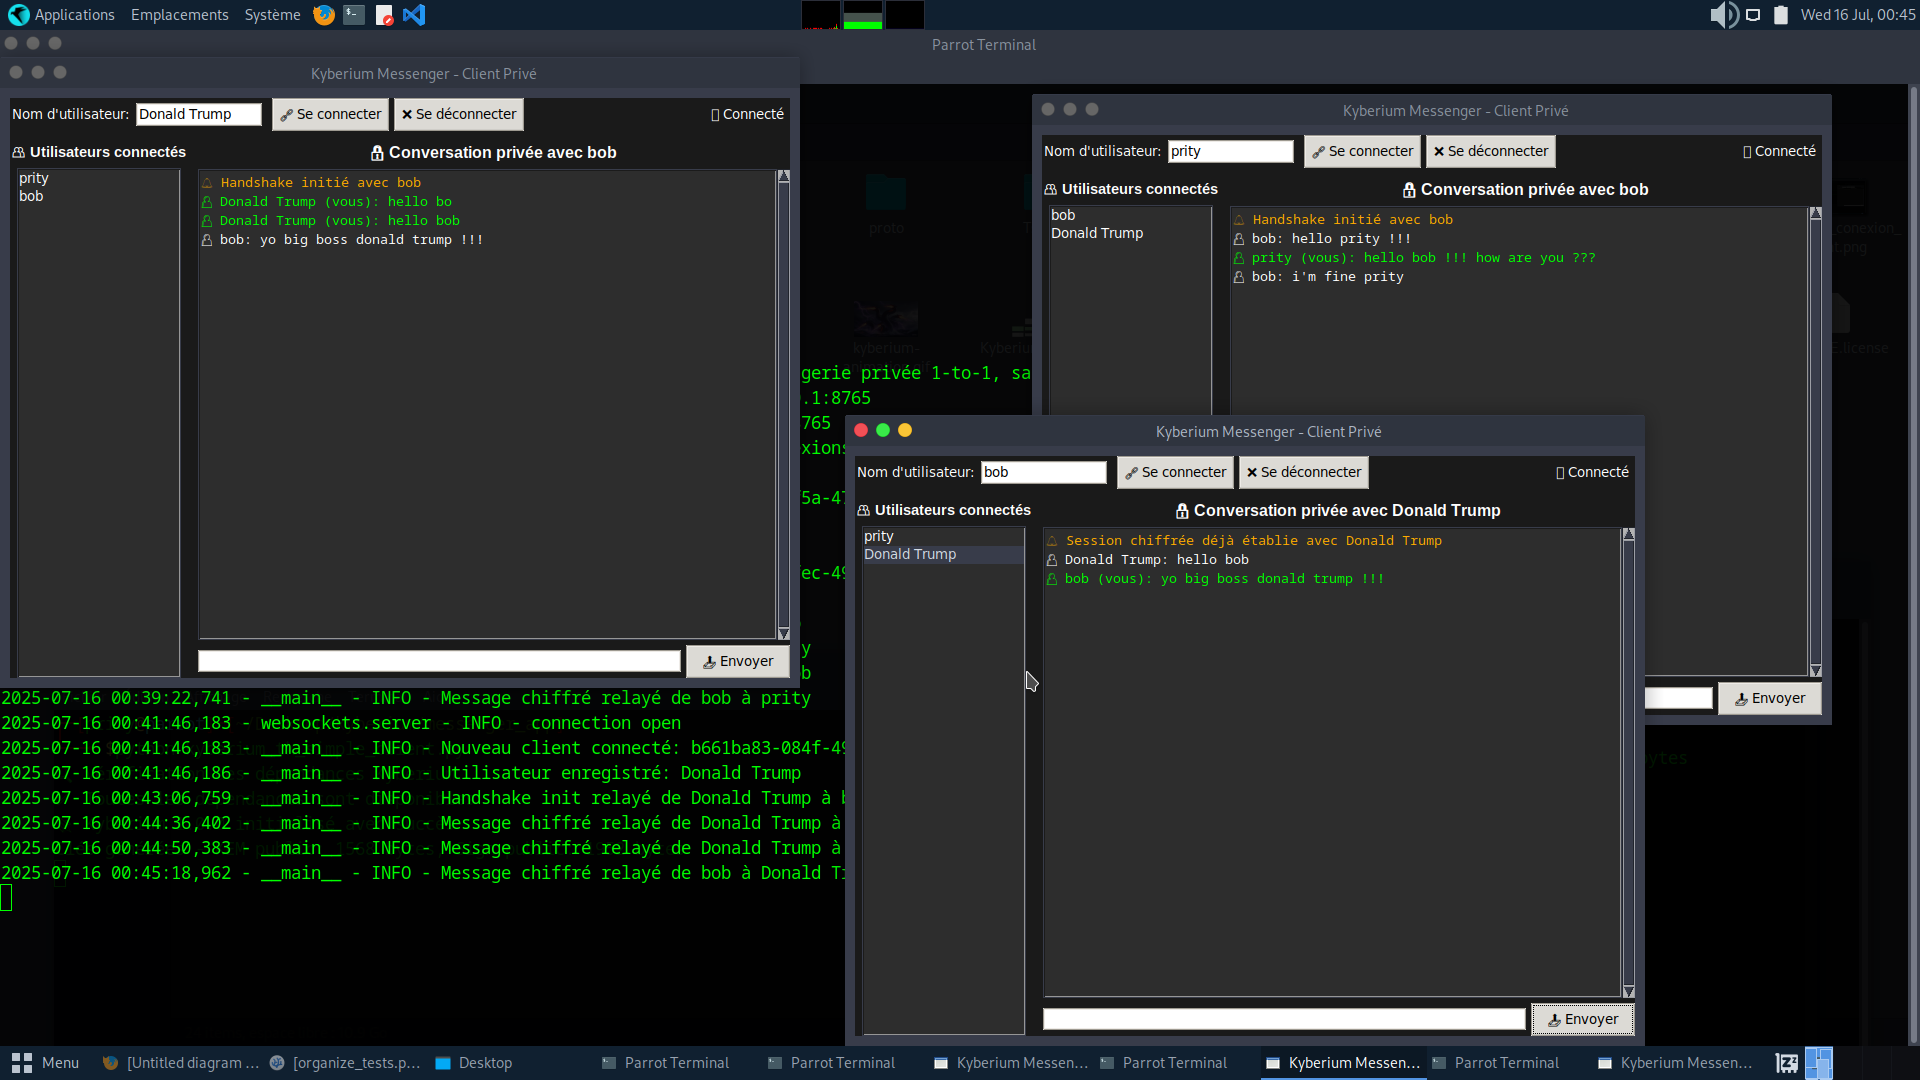 Applications Emplacements Système
Wed 16 Jul, 00:45
Parrot Terminal
Kyberium Messenger - Client Privé
Nom d'utilisateur: Donald Trump Se connecter Se déconnecter Connecté
Utilisateurs connectés
Conversation privée avec bob
prity
bob
Handshake initié avec bob
Donald Trump (vous): hello bo
Donald Trump (vous): hello bob
bob: yo big boss donald trump !!!
Envoyer
Kyberium Messenger - Client Privé
Nom d'utilisateur: prity Se connecter Se déconnecter Connecté
Utilisateurs connectés
Conversation privée avec bob
bob
Donald Trump
Handshake initié avec bob
bob: hello prity !!!
prity (vous): hello bob !!! how are you ???
bob: i'm fine prity
Envoyer
Kyberium Messenger - Client Privé
Nom d'utilisateur: bob Se connecter Se déconnecter Connecté
Utilisateurs connectés
Conversation privée avec Donald Trump
prity
Donald Trump
Session chiffrée déjà établie avec Donald Trump
Donald Trump: hello bob
bob (vous): yo big boss donald trump !!!
Envoyer
proto
kyberium-
gerie privée 1-to-1, sa
.1:8765
765
xions
5a-47
ec-49
y
b
2025-07-16 00:39:22,741 - __main__ - INFO - Message chiffré relayé de bob à prity
2025-07-16 00:41:46,183 - websockets.server - INFO - connection open
2025-07-16 00:41:46,183 - __main__ - INFO - Nouveau client connecté: b661ba83-084f-49
2025-07-16 00:41:46,186 - __main__ - INFO - Utilisateur enregistré: Donald Trump
2025-07-16 00:43:06,759 - __main__ - INFO - Handshake init relayé de Donald Trump à b
2025-07-16 00:44:36,402 - __main__ - INFO - Message chiffré relayé de Donald Trump à
2025-07-16 00:44:50,383 - __main__ - INFO - Message chiffré relayé de Donald Trump à
2025-07-16 00:45:18,962 - __main__ - INFO - Message chiffré relayé de bob à Donald T
Menu [Untitled diagram ... [organize_tests.p... Desktop Parrot Terminal Parrot Terminal Kyberium Messen... Parrot Terminal Kyberium Messen... Parrot Terminal Kyberium Messen...